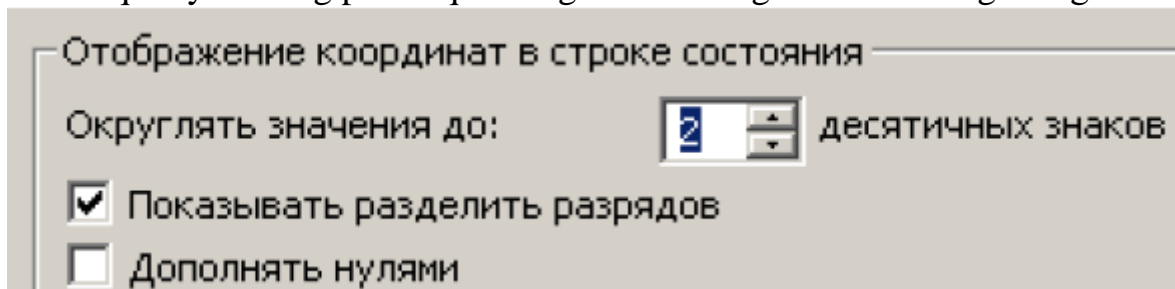 Отображение координат в строке состояния
Округлять значения до: 2 десятичных знаков
Показывать разделить разрядов
Дополнять нулями